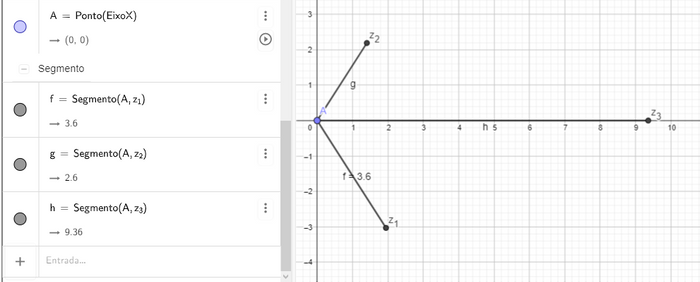 A = Ponto(EixoX)
→ (0, 0)
Segmento
f = Segmento(A, z₁)
→ 3.6
g = Segmento(A, z₂)
→ 2.6
h = Segmento(A, z₃)
→ 9.36
Entrada...
3
z₂
2
1
g
A
z₃
0 1 2 3 4 h 5 6 7 8 9 10
−1
f = 3.6
−2
z₁
−3
−4